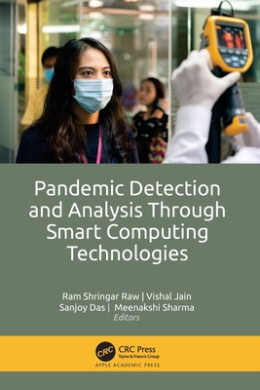 Pandemic Detection
and Analysis Through
Smart Computing
Technologies
Ram Shringar Raw | Vishal Jain
Sanjoy Das | Meenakshi Sharma
Editors
CRC
CRC Press
Taylor & Francis Group
APPLE ACADEMIC PRESS